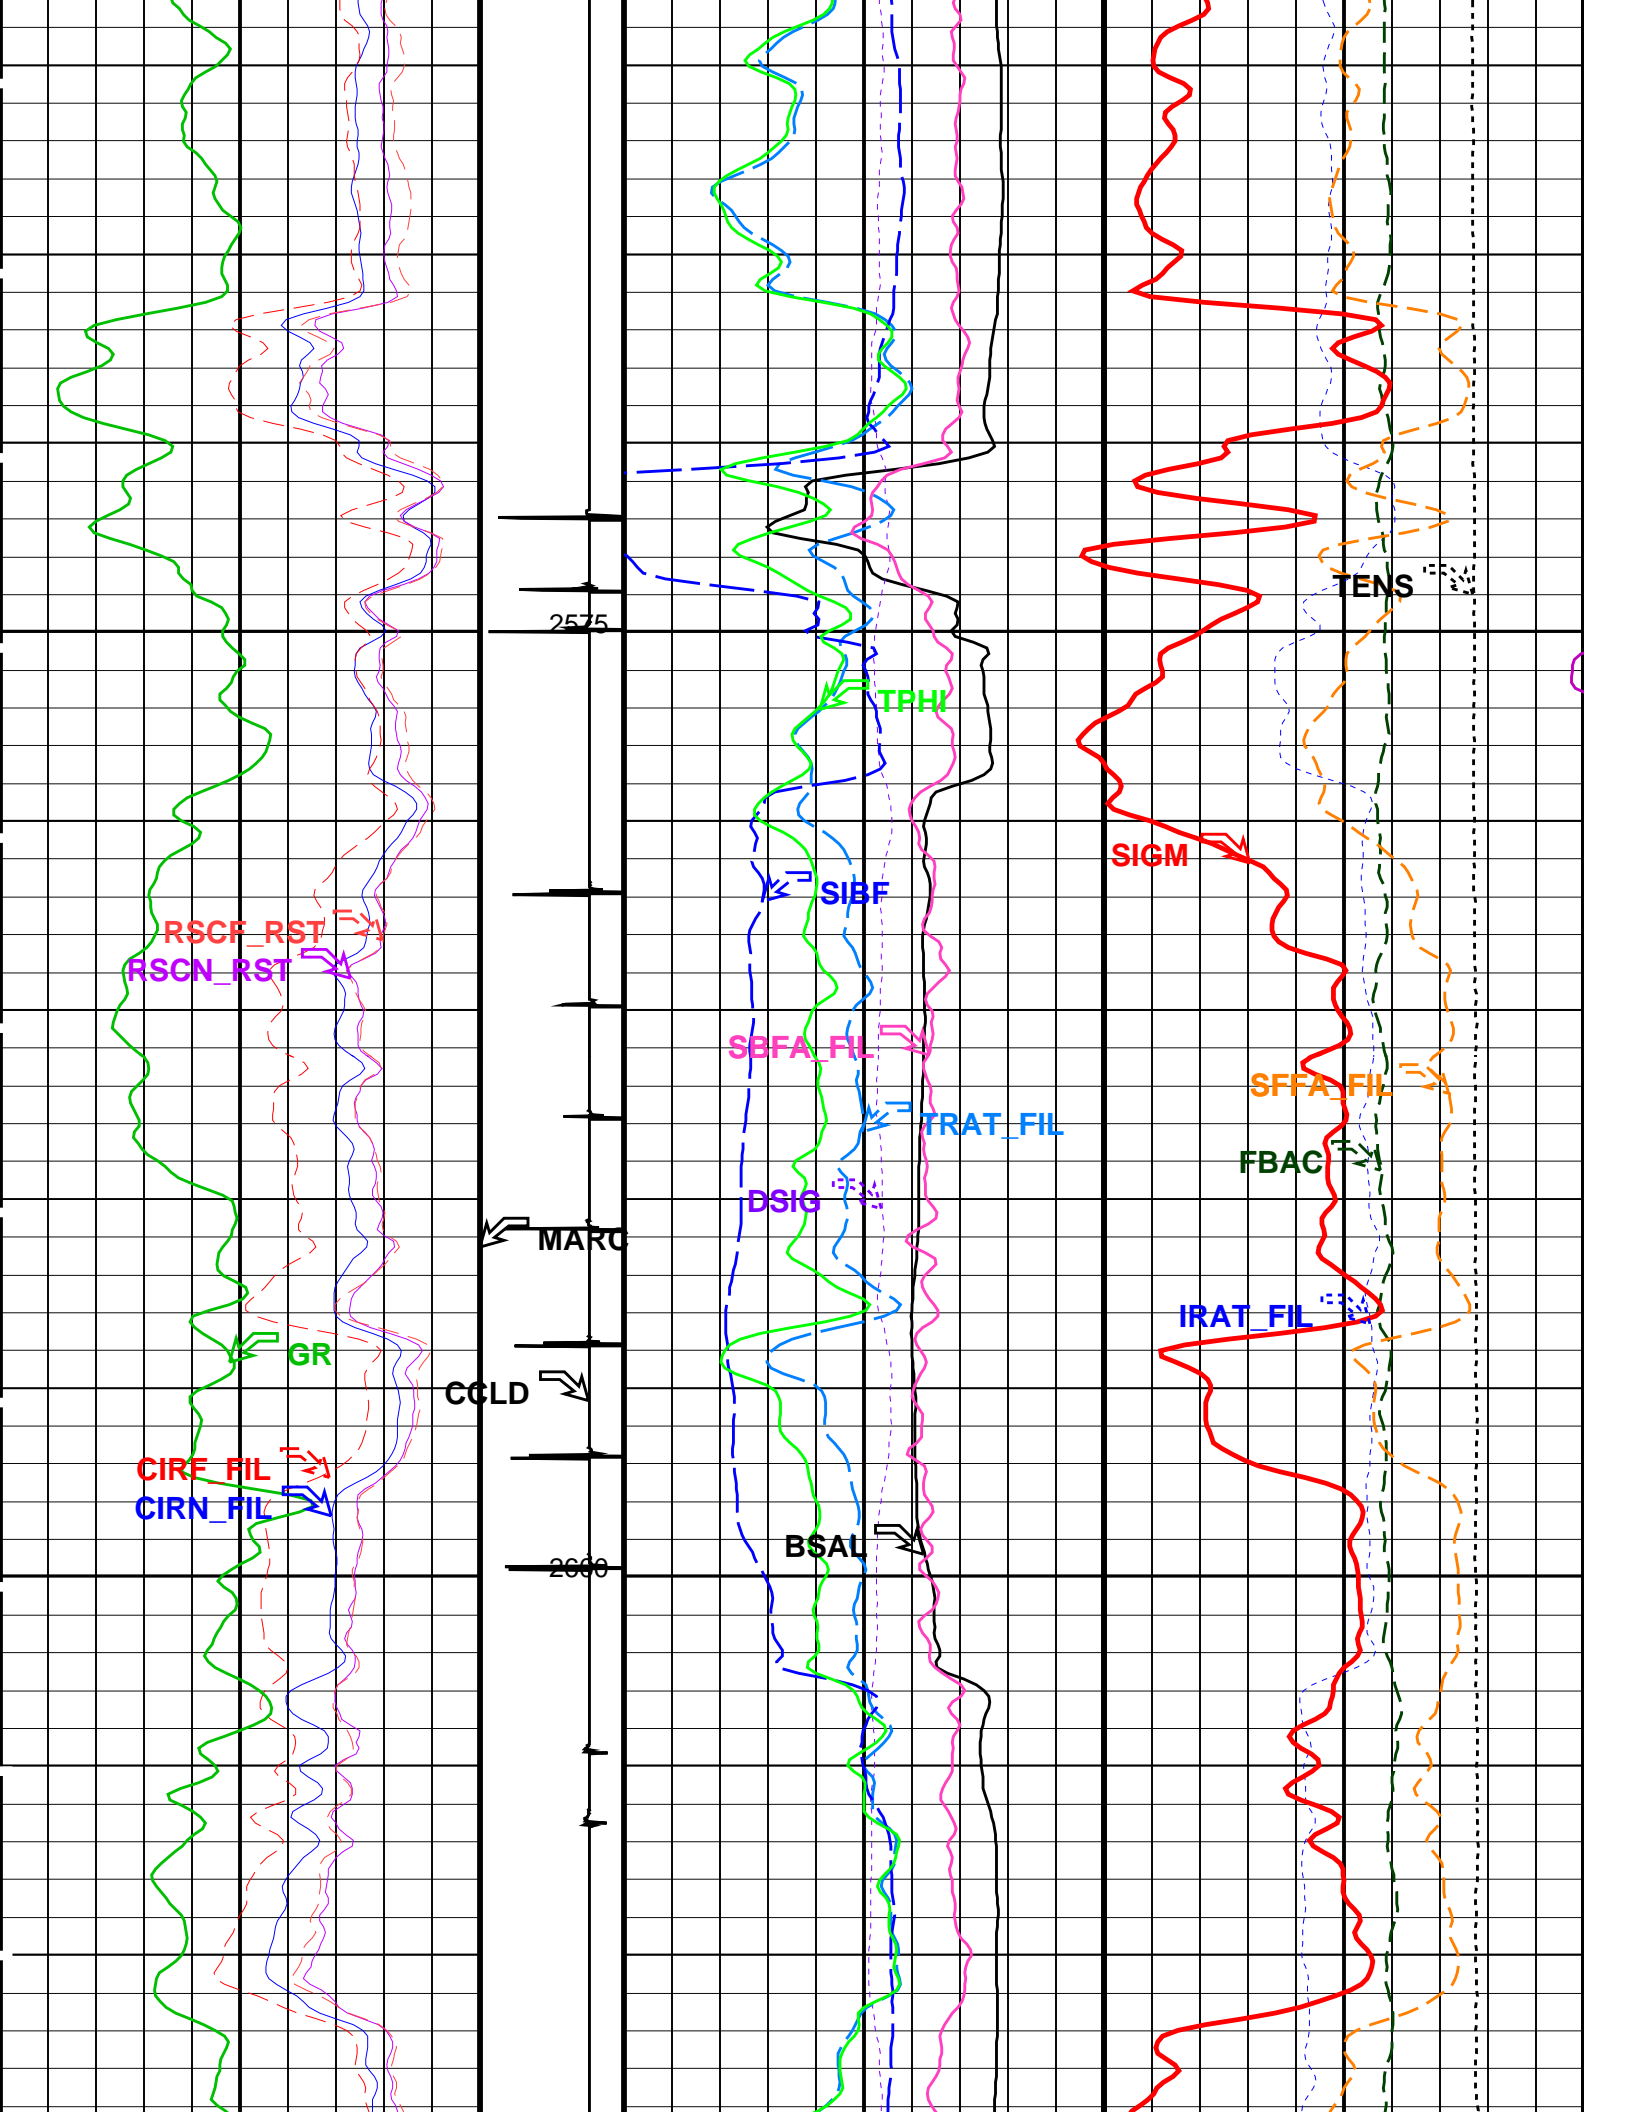 TENS
2575
TPHI
SIGM
SIBF
RSCF_RST
RSCN_RST
SBFA_FIL
SFFA_FIL
TRAT_FIL
FBAC
DSIG
MARC
IRAT_FIL
GR
CCLD
CIRF_FIL
CIRN_FIL
BSAL
2600